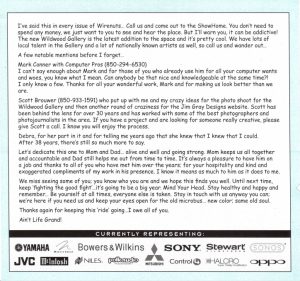 I've said this in every issue of Wirenuts.. Call us and come out to the ShowHome. You don't need to
spend any money, we just want to you to see and hear the place. But I'll warn you, it can be addictive!
The new Wildwood Gallery is the latest addition to the space and it's pretty cool. We have lots of
local talent in the Gallery and a lot of nationally known artists as well, so call us and wander out..
A few notable mentions before I forget...
Mark Conner with Computer Pros (850-294-6530)
I can't say enough about Mark and for those of you who already use him for all your computer wants
and woes, you know what I mean. Can anybody be that nice and knowledgeable at the same time?!
I only know a few. Thanks for all your wonderful work, Mark and for making us look better than we
are.
Scott Brouwer (850-933-1591) who put up with me and my crazy ideas for the photo shoot for the
Wildwood Gallery and then another round of craziness for the Jim Gray Designs website. Scott has
been behind the lens for over 30 years and has worked with some of the best photographers and
photojournalists in the area. If you have a project and are looking for someone really creative, please
give Scott a call. I know you will enjoy the process.
Debra, for her part in it and for telling me years ago that she knew that I knew that I could.
After 38 years, there's still so much more to say.
Let's dedicate this one to Mom and Dad... alive and well and going strong. Mom keeps us all together
and accountable and Dad still helps me out from time to time. It's always a pleasure to have him on
a job and thanks to all of you who have met him over the years; for your hospitality and kind and
exaggerated compliments of my work in his presence, I know it means as much to him as it does to me.
We miss seeing some of you; you know who you are and we hope this finds you well. Until next time,
keep 'fighting the good fight'...it's going to be a big year. Mind Your Head. Stay healthy and happy and
remember.. Be yourself at all times, everyone else is taken. Stay in touch with us anyway you can;
we're here if you need us and keep your eyes open for the microbus... new color; same old soul.
Thanks again for keeping this 'ride' going...I owe all of you.
Ain't Life Grand!
CURRENTLY REPRESENTING:
YAMAHA
Bowers & Wilkins
SONY
Stewart
SONOS
JVC
McIntosh
NILES
polkaudio
MITSUBISHI
Control4
HALCRO
oppo